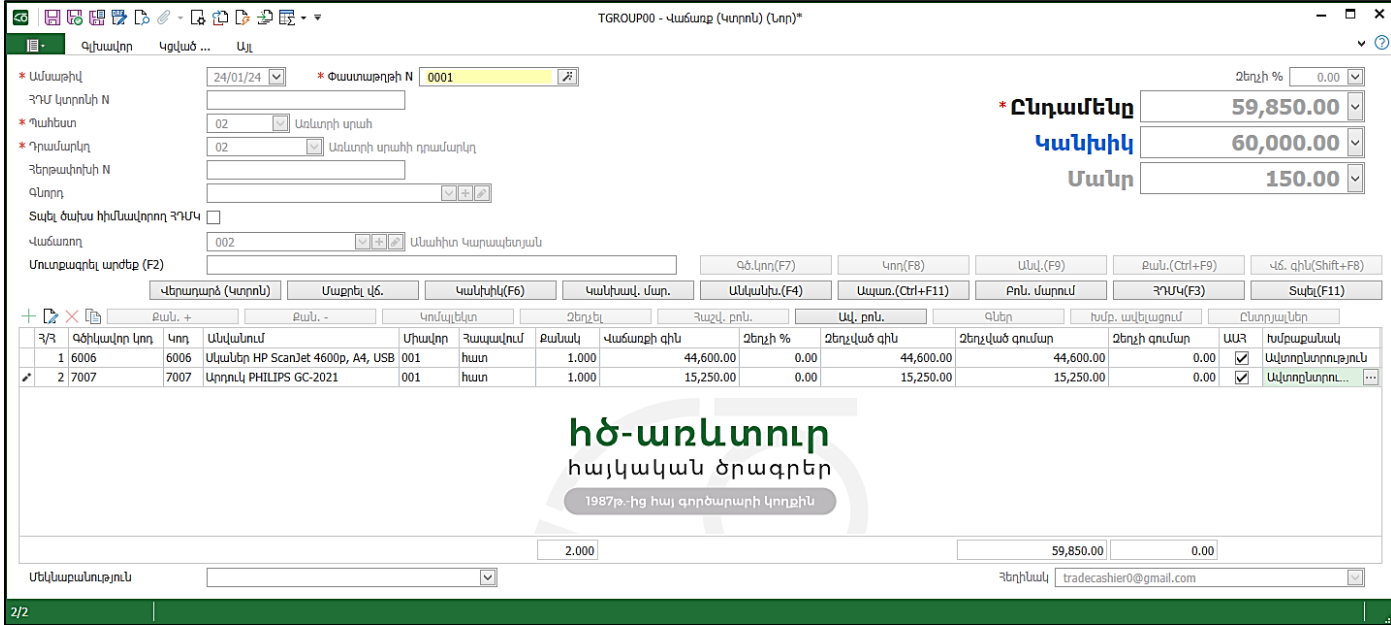 TGROUP00 - Վաճառք (Կտրոն) (Նոր)*
Գլխավոր Կցված ... Այլ
* Ամսաթիվ 24/01/24 * Փաստաթղթի N 0001 Զեղչի % 0.00
ՀԴՄ կտրոնի N * Ընդամենը 59,850.00
* Պահեստ 02 Առևտրի սրահ
* Դրամարկղ 02 Առևտրի սրահի դրամարկղ Կանխիկ 60,000.00
Հերթափոխի N Մանր 150.00
Գնորդ
Տպել ծախս հիմնավորող ՀԴՄԿ
Վաճառող 002 Անահիտ Կարապետյան
Մուտքագրել արժեք (F2) Գծ.կոդ(F7) Կոդ(F8) Անվ.(F9) Քան.(Ctrl+F9) Վճ. գին(Shift+F8)
Վերադարձ (Կտրոն) Մաքրել վճ. Կանխիկ(F6) Կանխավ. մար. Անկանխ.(F4) Ապառ.(Ctrl+F11) Բոն. մարում ՀԴՄԿ(F3) Տպել(F11)
Քան. + Քան. - Կոմպլեկտ Զեղչել Հաշվ. բոն. Ավ. բոն. Գներ Խմբ. ավելացում Ընտրյալներ
Հ/Հ Գծիկավոր կոդ Կոդ Անվանում Միավոր Հապավում Քանակ Վաճառքի գին Զեղչի % Զեղչված գին Զեղչված գումար Զեղչի գումար ԱԱՀ Խմբաքանակ
1 6006 6006 Սկաներ HP ScanJet 4600p, A4, USB 001 հատ 1.000 44,600.00 0.00 44,600.00 44,600.00 0.00 Ավտոընտրություն
2 7007 7007 Արդուկ PHILIPS GC-2021 001 հատ 1.000 15,250.00 0.00 15,250.00 15,250.00 0.00 Ավտոընտրու... ...
հծ-առևտուր
հայկական ծրագրեր
1987թ.-ից հայ գործարարի կողքին
2.000 59,850.00 0.00
Մեկնաբանություն Հեղինակ tradecashier0@gmail.com
2/2